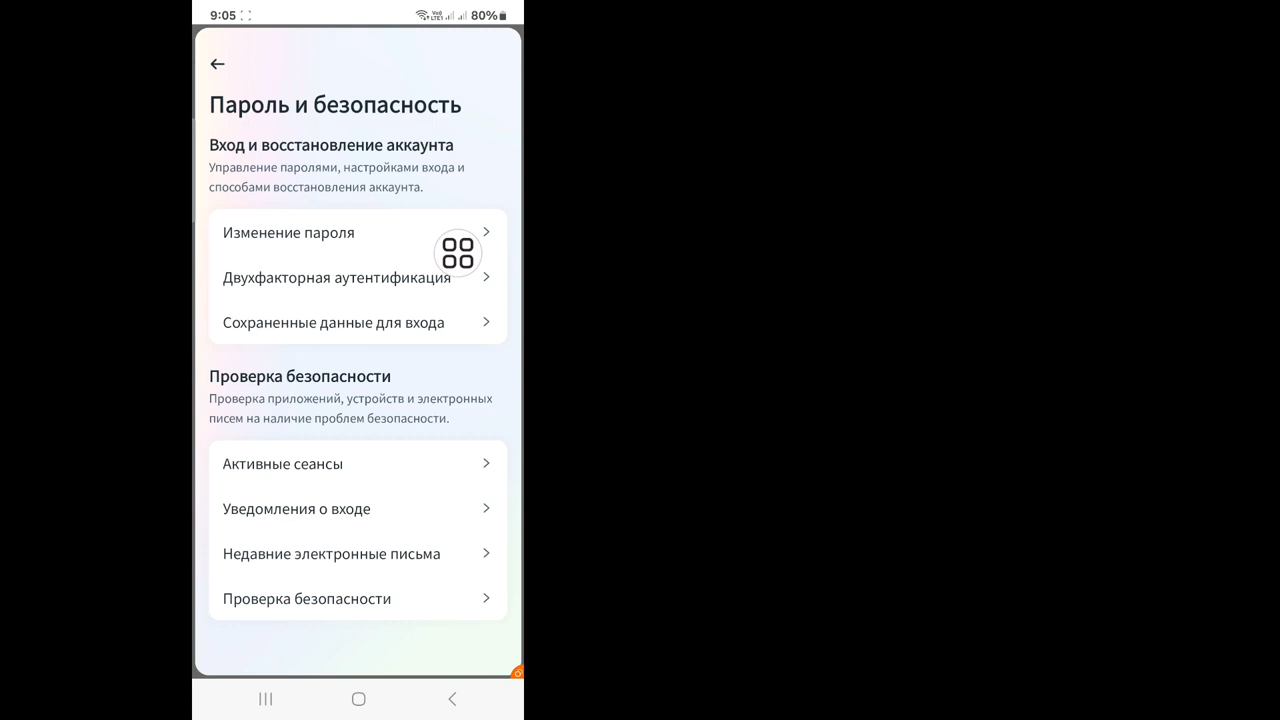 9:05 80%
Пароль и безопасность
Вход и восстановление аккаунта
Управление паролями, настройками входа и
способами восстановления аккаунта.
Изменение пароля
Двухфакторная аутентификация
Сохраненные данные для входа
Проверка безопасности
Проверка приложений, устройств и электронных
писем на наличие проблем безопасности.
Активные сеансы
Уведомления о входе
Недавние электронные письма
Проверка безопасности